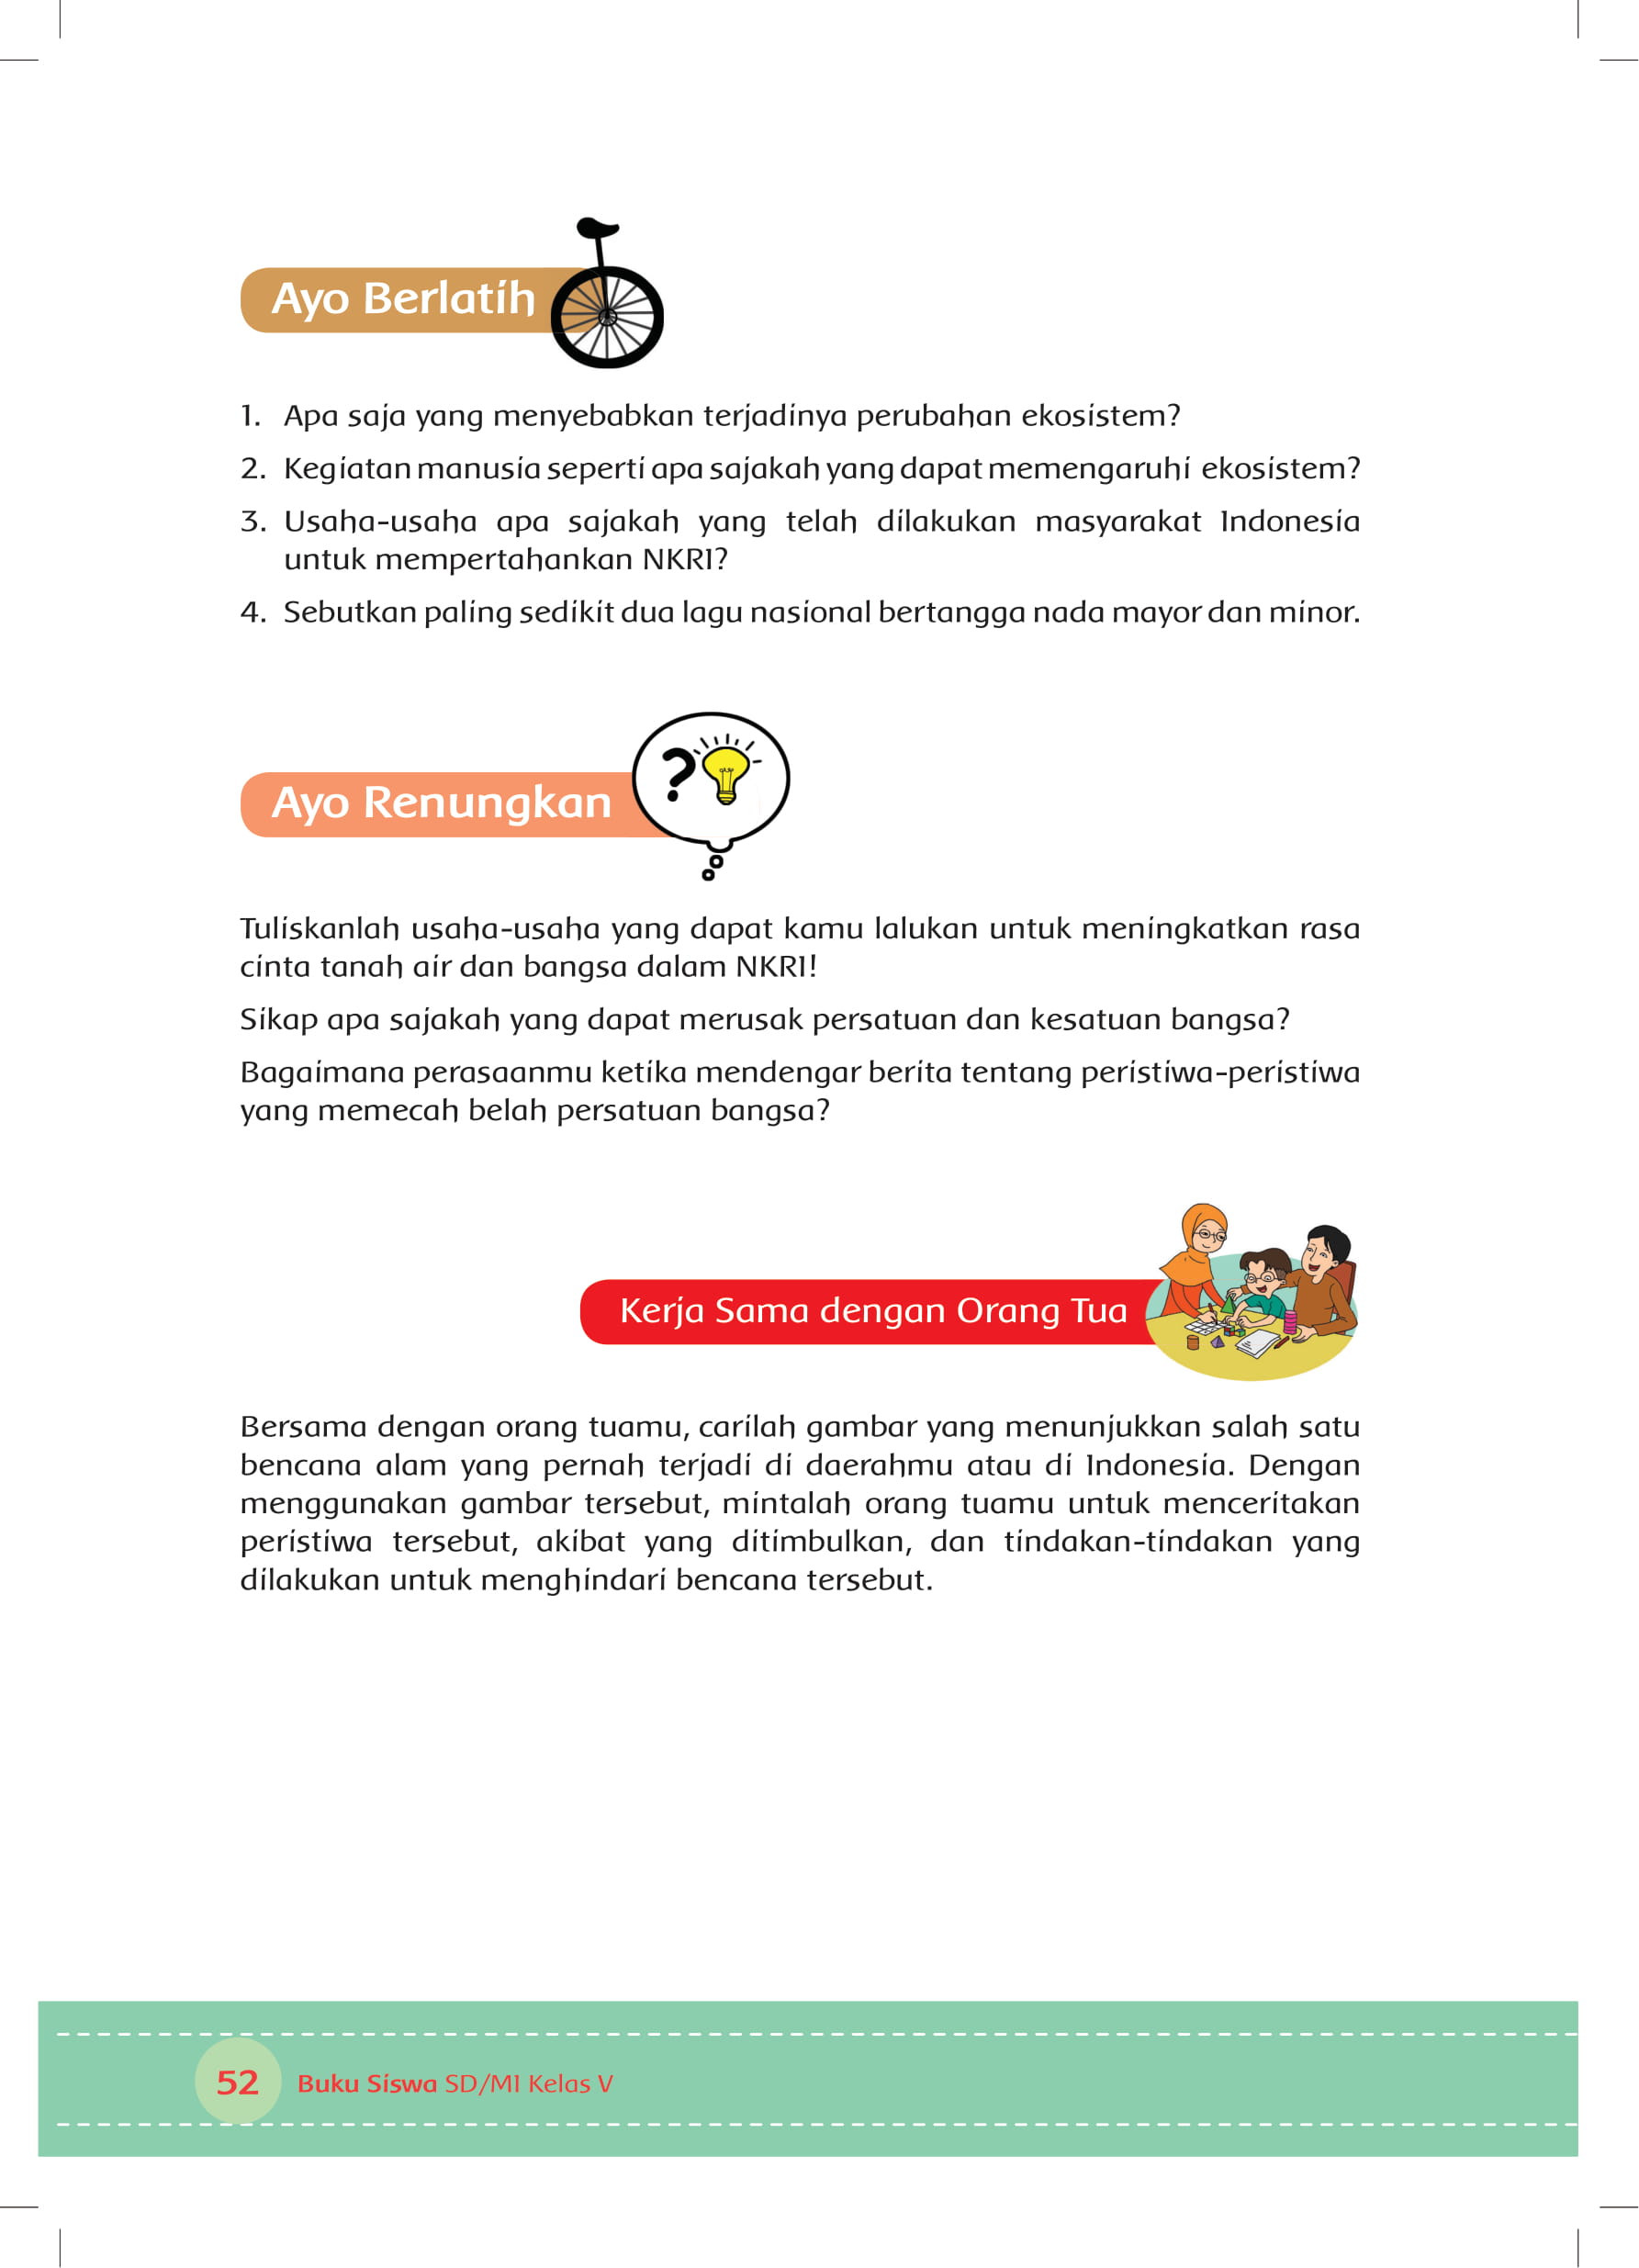 Ayo Berlatih
1. Apa saja yang menyebabkan terjadinya perubahan ekosistem?
2. Kegiatan manusia seperti apa sajakah yang dapat memengaruhi ekosistem?
3. Usaha-usaha apa sajakah yang telah dilakukan masyarakat Indonesia
untuk mempertahankan NKRI?
4. Sebutkan paling sedikit dua lagu nasional bertangga nada mayor dan minor.
?
Ayo Renungkan
Tuliskanlah usaha-usaha yang dapat kamu lalukan untuk meningkatkan rasa
cinta tanah air dan bangsa dalam NKRI!
Sikap apa sajakah yang dapat merusak persatuan dan kesatuan bangsa?
Bagaimana perasaanmu ketika mendengar berita tentang peristiwa-peristiwa
yang memecah belah persatuan bangsa?
Kerja Sama dengan Orang Tua
Bersama dengan orang tuamu, carilah gambar yang menunjukkan salah satu
bencana alam yang pernah terjadi di daerahmu atau di Indonesia. Dengan
menggunakan gambar tersebut, mintalah orang tuamu untuk menceritakan
peristiwa tersebut, akibat yang ditimbulkan, dan tindakan-tindakan yang
dilakukan untuk menghindari bencana tersebut.
52 Buku Siswa SD/MI Kelas V